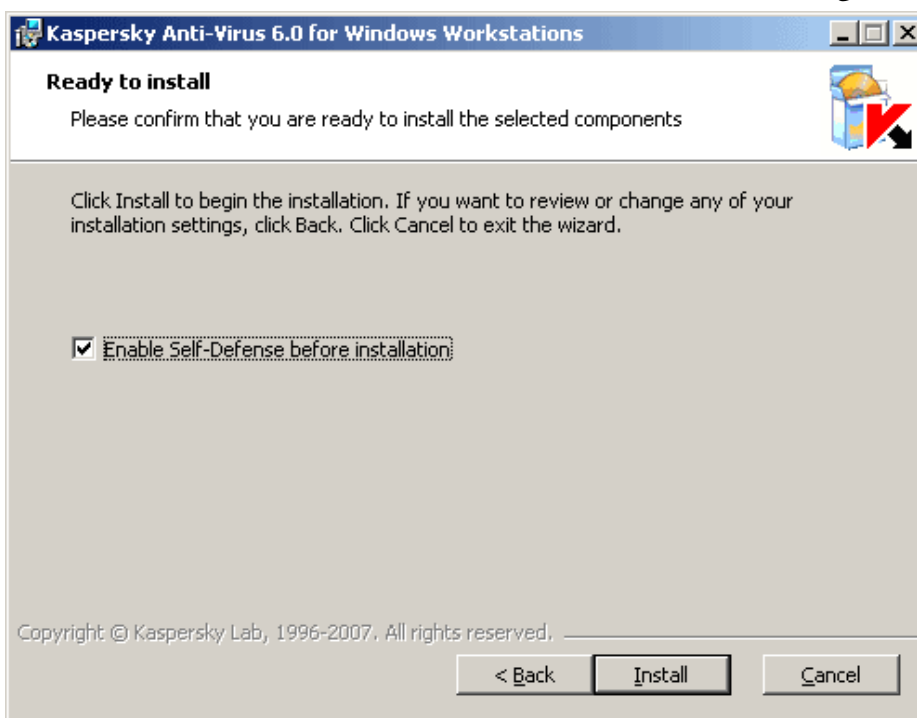 Kaspersky Anti-Virus 6.0 for Windows Workstations
Ready to install
Please confirm that you are ready to install the selected components
Click Install to begin the installation. If you want to review or change any of your
installation settings, click Back. Click Cancel to exit the wizard.
Enable Self-Defense before installation
Copyright © Kaspersky Lab, 1996-2007. All rights reserved.
< Back Install Cancel